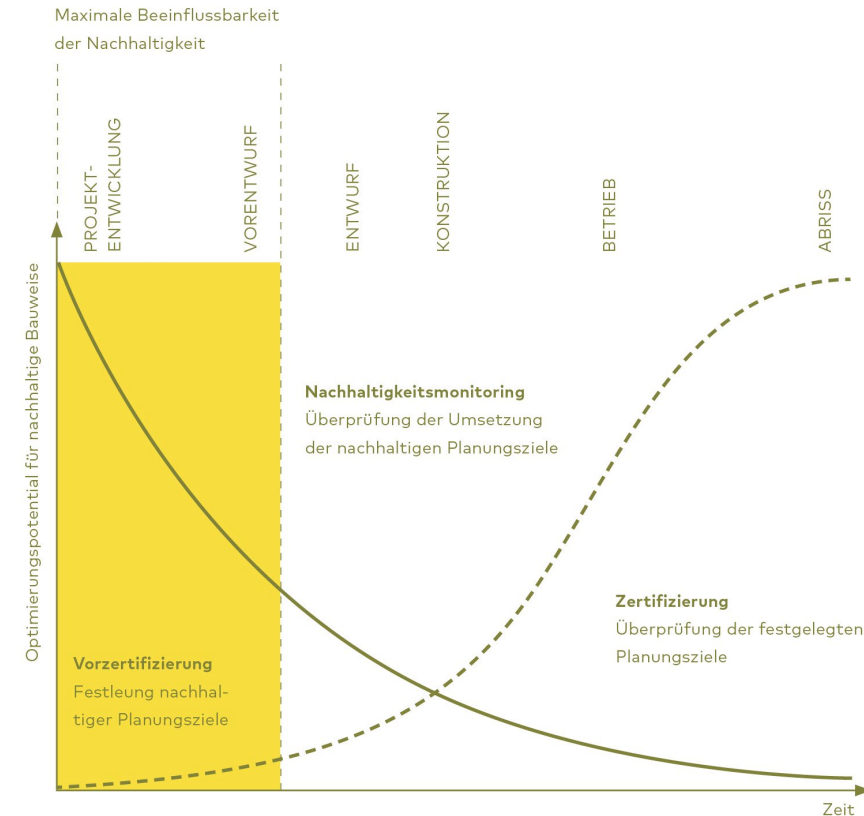 Maximale Beeinflussbarkeit
der Nachhaltigkeit
PROJEKT-
ENTWICKLUNG
VORENTWURF
ENTWURF
KONSTRUKTION
BETRIEB
ABRISS
Optimierungspotential für nachhaltige Bauweise
Nachhaltigkeitsmonitoring
Überprüfung der Umsetzung
der nachhaltigen Planungsziele
Zertifizierung
Überprüfung der festgelegten
Planungsziele
Vorzertifizierung
Festleung nachhal-
tiger Planungsziele
Zeit